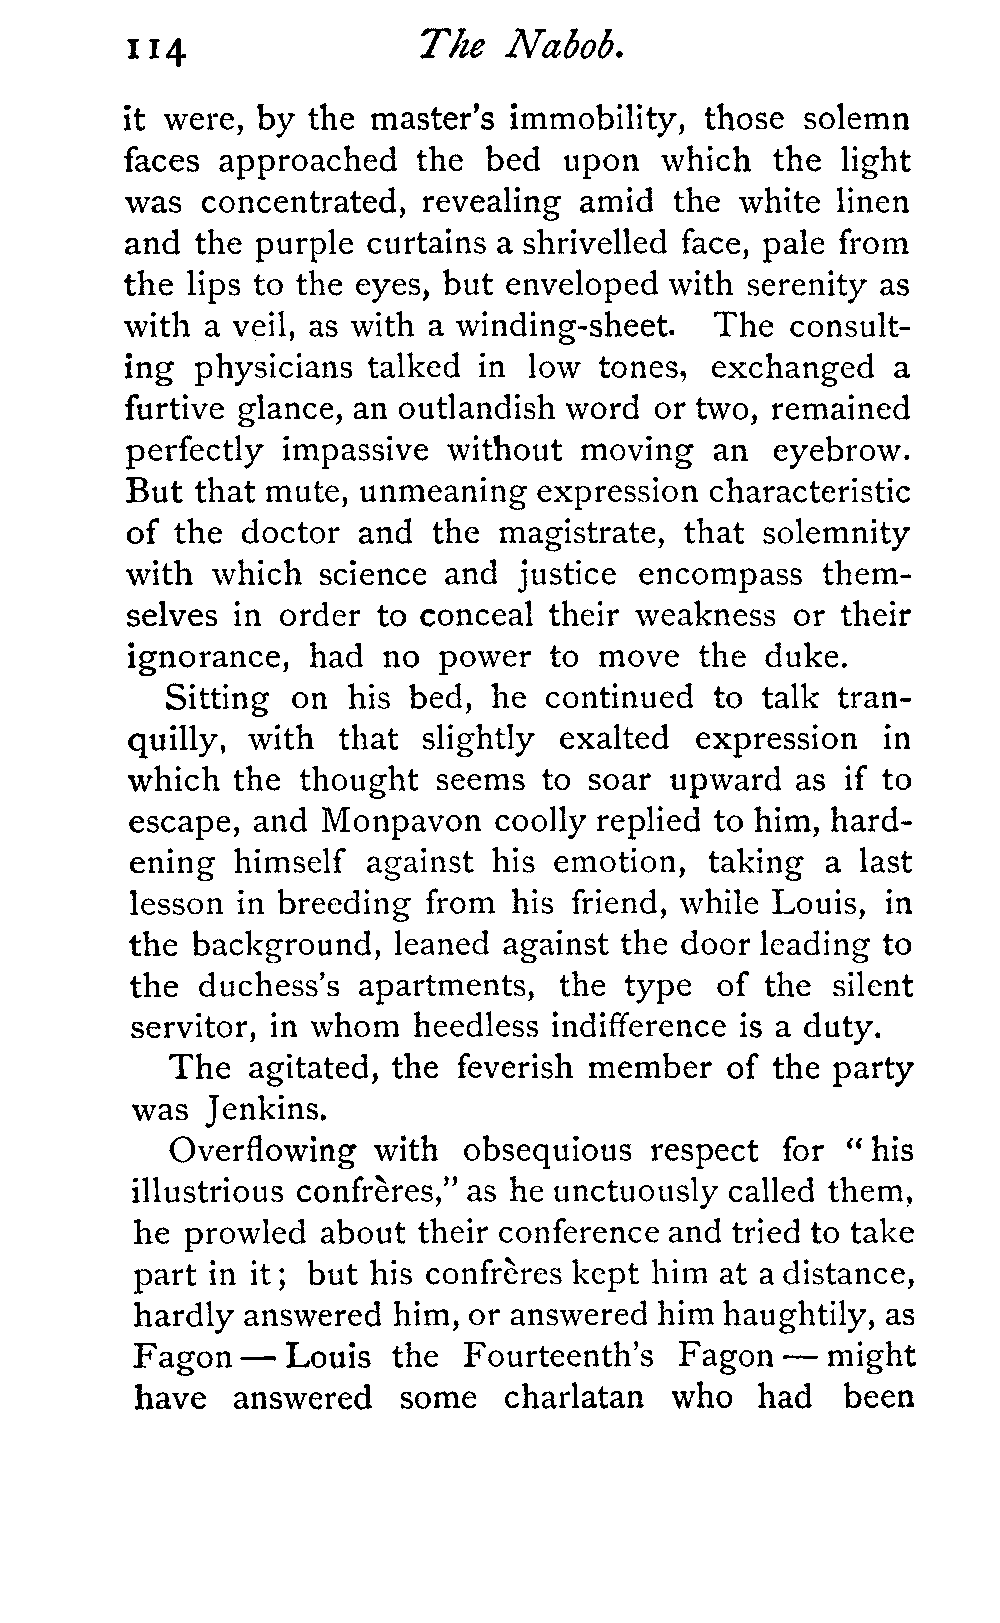 114 The Nabob.
it were, by the master's immobility, those solemn
faces approached the bed upon which the light
was concentrated, revealing amid the white linen
and the purple curtains a shrivelled face, pale from
the lips to the eyes, but enveloped with serenity as
with a veil, as with a winding-sheet. The consult-
ing physicians talked in low tones, exchanged a
furtive glance, an outlandish word or two, remained
perfectly impassive without moving an eyebrow.
But that mute, unmeaning expression characteristic
of the doctor and the magistrate, that solemnity
with which science and justice encompass them-
selves in order to conceal their weakness or their
ignorance, had no power to move the duke.
Sitting on his bed, he continued to talk tran-
quilly, with that slightly exalted expression in
which the thought seems to soar upward as if to
escape, and Monpavon coolly replied to him, hard-
ening himself against his emotion, taking a last
lesson in breeding from his friend, while Louis, in
the background, leaned against the door leading to
the duchess's apartments, the type of the silent
servitor, in whom heedless indifference is a duty.
The agitated, the feverish member of the party
was Jenkins.
Overflowing with obsequious respect for "his
illustrious confrères," as he unctuously called them,
he prowled about their conference and tried to take
part in it; but his confrères kept him at a distance,
hardly answered him, or answered him haughtily, as
Fagon — Louis the Fourteenth's Fagon — might
have answered some charlatan who had been